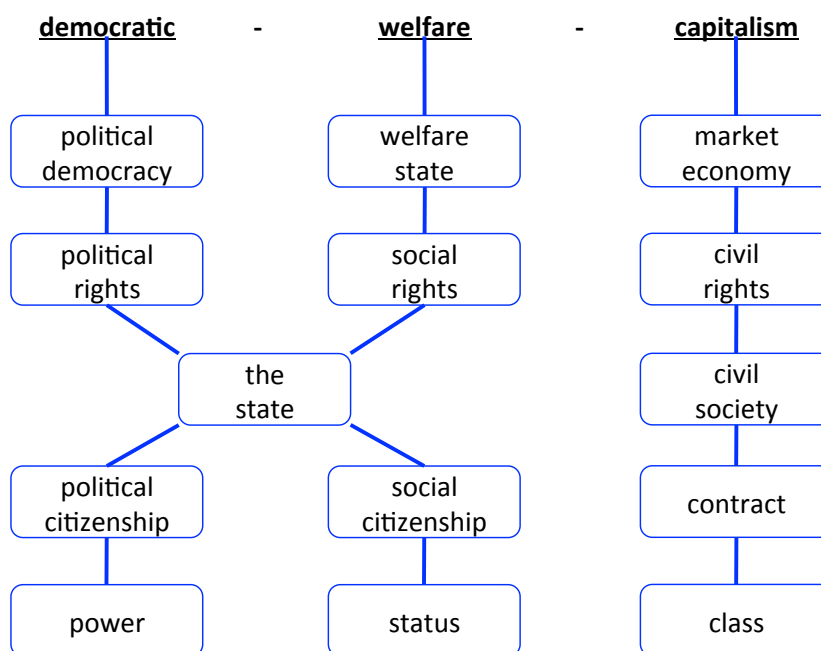 democratic - welfare - capitalism
political
democracy
welfare
state
market
economy
political
rights
social
rights
civil
rights
the
state
civil
society
political
citizenship
social
citizenship
contract
power
status
class